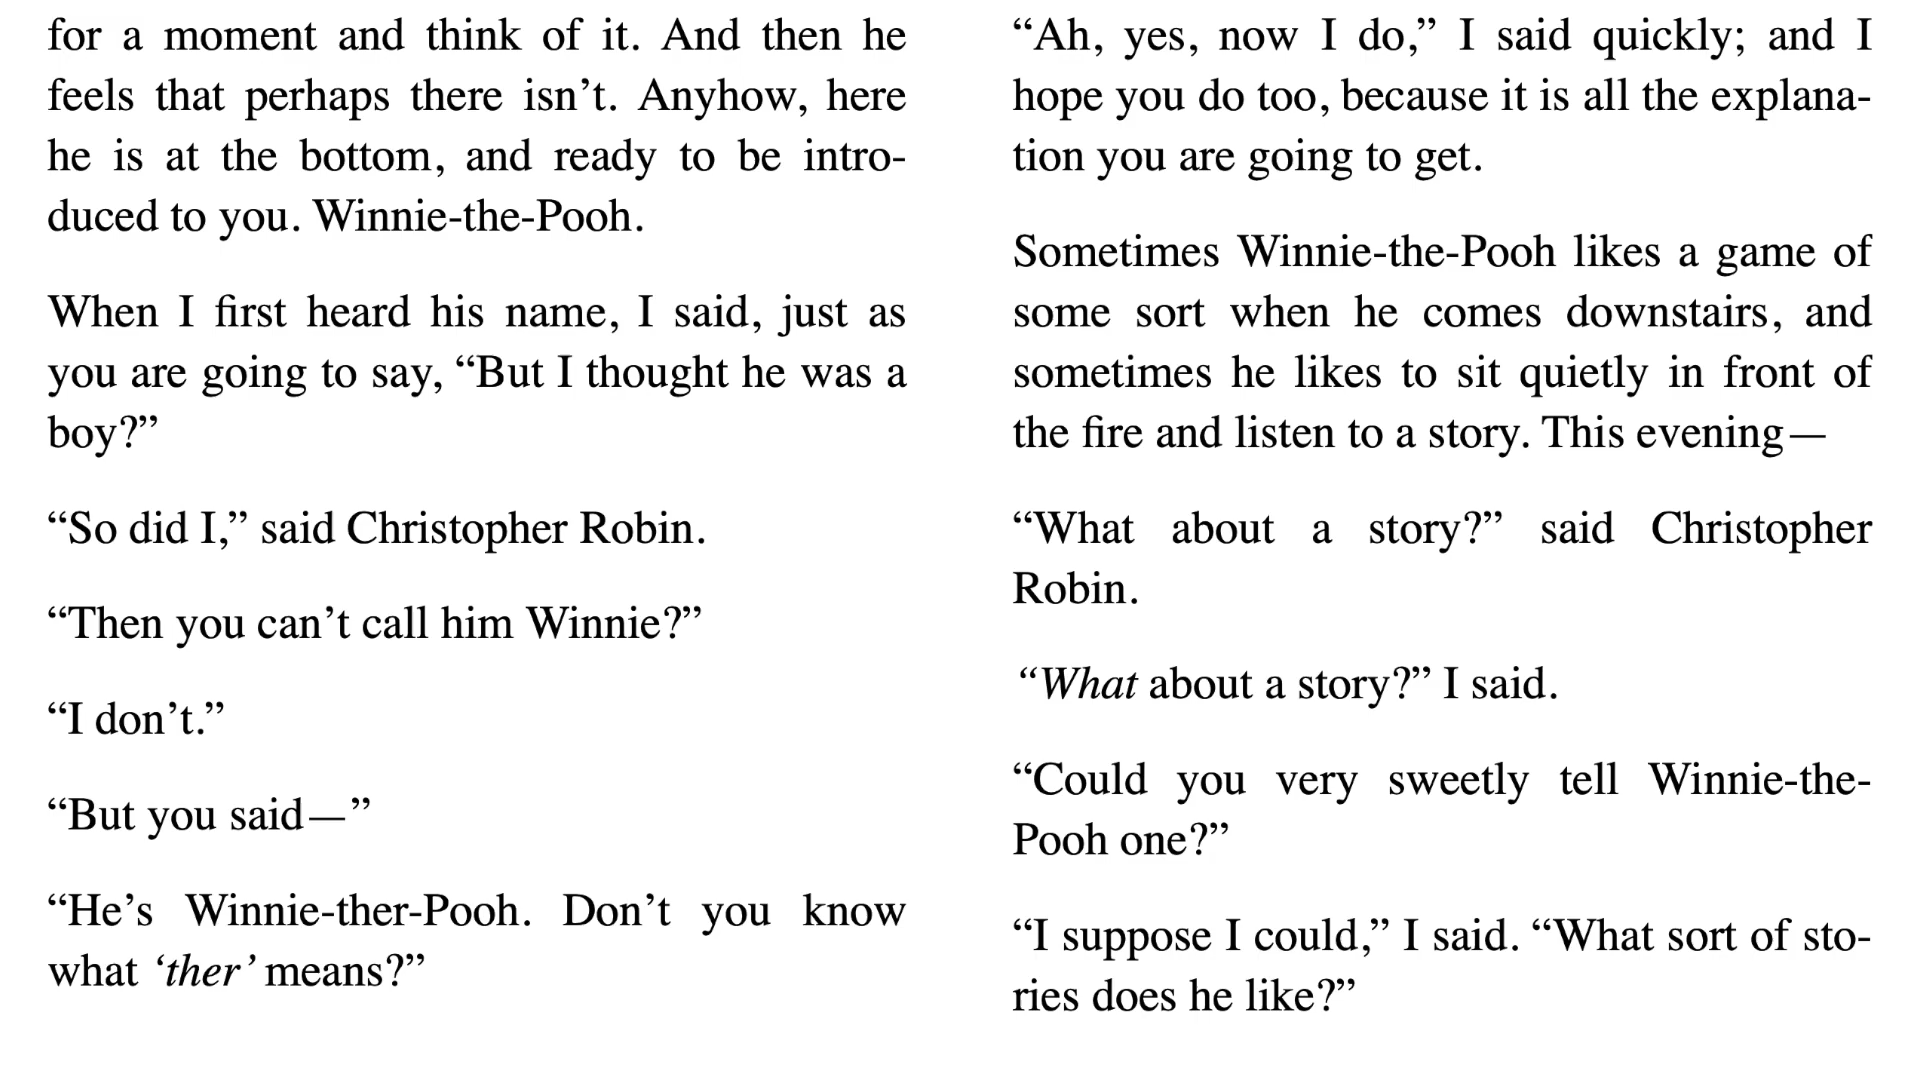 for a moment and think of it. And then he
feels that perhaps there isn’t. Anyhow, here
he is at the bottom, and ready to be intro-
duced to you. Winnie-the-Pooh.
When I first heard his name, I said, just as
you are going to say, “But I thought he was a
boy?”
“So did I,” said Christopher Robin.
“Then you can’t call him Winnie?”
“I don’t.”
“But you said—”
“He’s Winnie-ther-Pooh. Don’t you know
what ‘ther’ means?”
“Ah, yes, now I do,” I said quickly; and I
hope you do too, because it is all the explana-
tion you are going to get.
Sometimes Winnie-the-Pooh likes a game of
some sort when he comes downstairs, and
sometimes he likes to sit quietly in front of
the fire and listen to a story. This evening—
“What about a story?” said Christopher
Robin.
“What about a story?” I said.
“Could you very sweetly tell Winnie-the-
Pooh one?”
“I suppose I could,” I said. “What sort of sto-
ries does he like?”